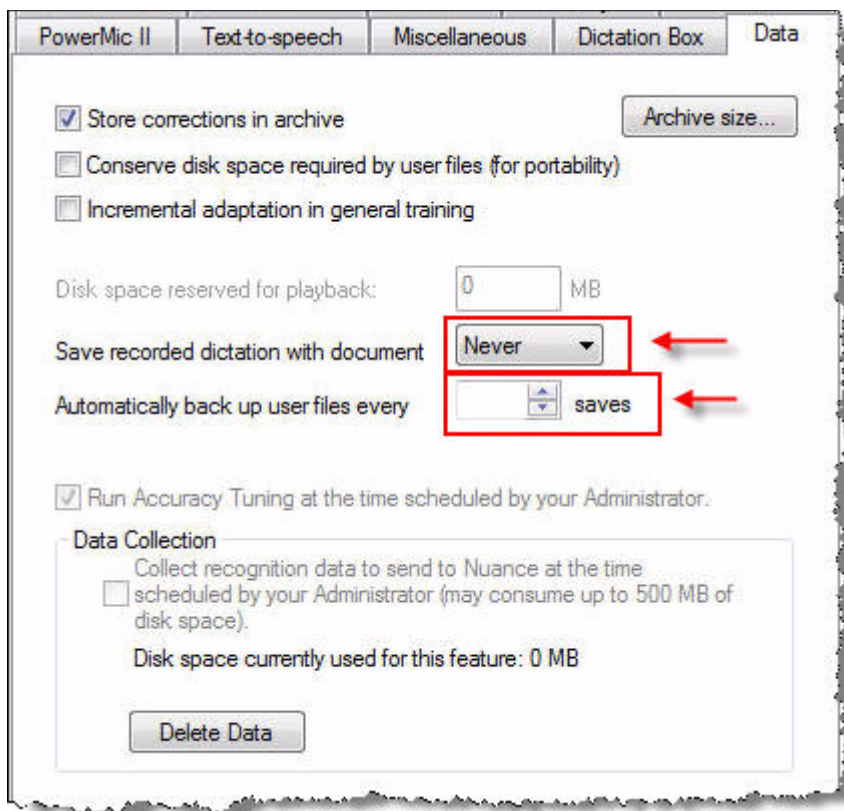 PowerMic II Text-to-speech Miscellaneous Dictation Box Data
Store corrections in archive Archive size...
Conserve disk space required by user files (for portability)
Incremental adaptation in general training
Disk space reserved for playback: 0 MB
Save recorded dictation with document Never
Automatically back up user files every saves
Run Accuracy Tuning at the time scheduled by your Administrator.
Data Collection
Collect recognition data to send to Nuance at the time
scheduled by your Administrator (may consume up to 500 MB of
disk space).
Disk space currently used for this feature: 0 MB
Delete Data